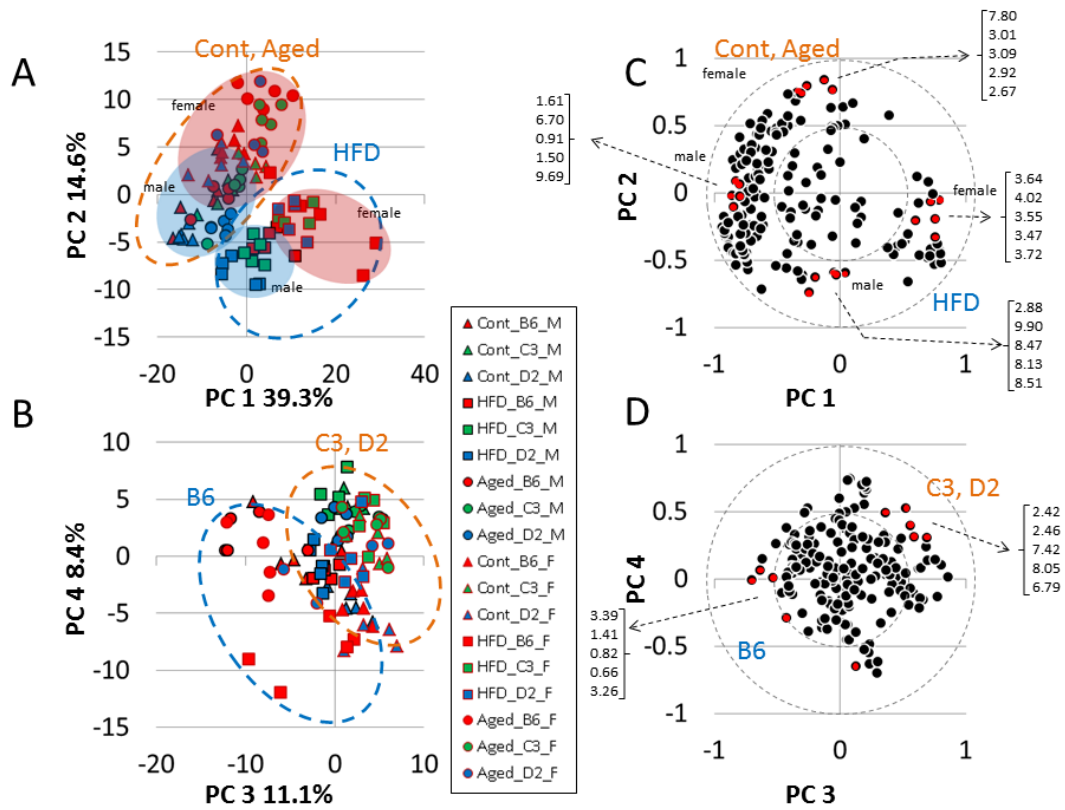 A
Cont, Aged
female
male
HFD
female
male
15
10
5
0
-5
-10
-15
-20
0
20
40
PC 2 14.6%
PC 1 39.3%
B
C3, D2
B6
10
5
0
-5
-10
-15
-20
-10
0
10
PC 4 8.4%
PC 3 11.1%
Cont_B6_M
Cont_C3_M
Cont_D2_M
HFD_B6_M
HFD_C3_M
HFD_D2_M
Aged_B6_M
Aged_C3_M
Aged_D2_M
Cont_B6_F
Cont_C3_F
Cont_D2_F
HFD_B6_F
HFD_C3_F
HFD_D2_F
Aged_B6_F
Aged_C3_F
Aged_D2_F
C
Cont, Aged
female
male
female
male
HFD
1
0.5
0
-0.5
-1
-1
0
1
PC 2
PC 1
1.61
6.70
0.91
1.50
9.69
7.80
3.01
3.09
2.92
2.67
3.64
4.02
3.55
3.47
3.72
2.88
9.90
8.47
8.13
8.51
D
C3, D2
B6
1
0.5
0
-0.5
-1
-1
0
1
PC 4
PC 3
2.42
2.46
7.42
8.05
6.79
3.39
1.41
0.82
0.66
3.26